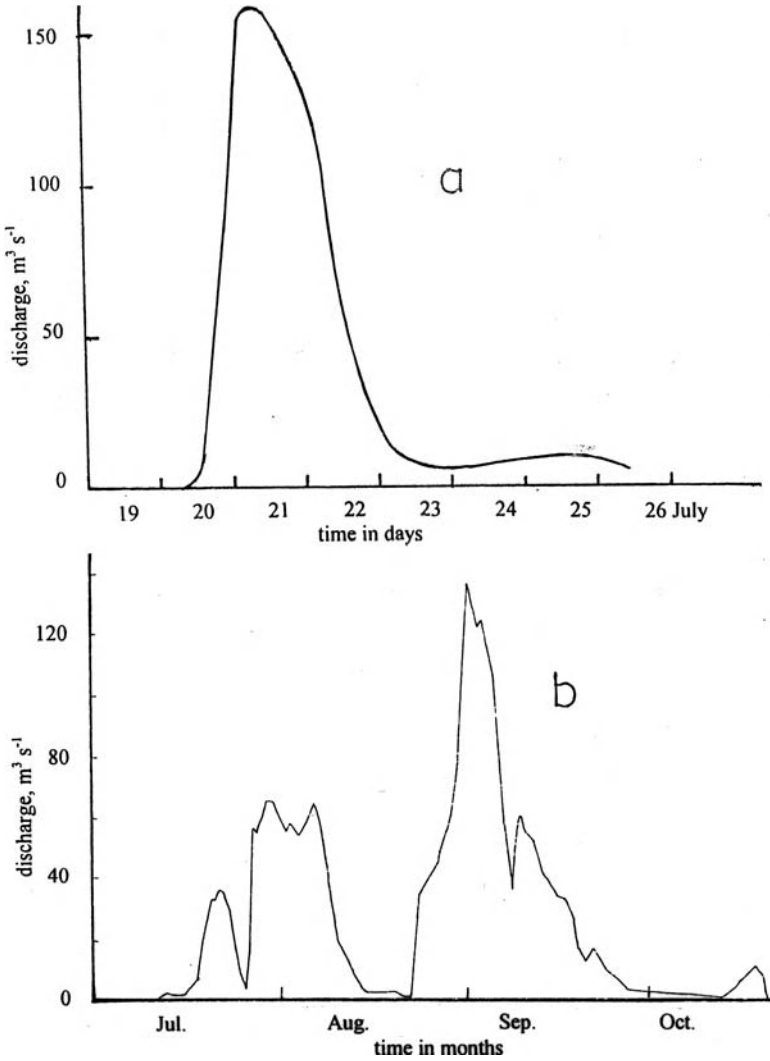 150
100
50
0
discharge, m³ s⁻¹
a
19 20 21 22 23 24 25 26 July
time in days
120
80
40
0
discharge, m³ s⁻¹
b
Jul. Aug. Sep. Oct.
time in months